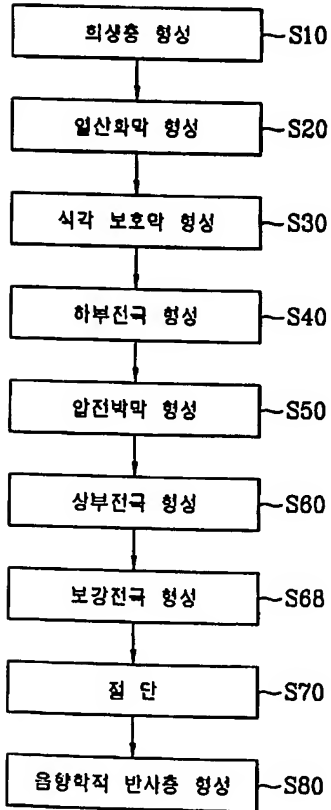 희생층 형성 S10
열산화막 형성 S20
식각 보호막 형성 S30
하부전극 형성 S40
압전박막 형성 S50
상부전극 형성 S60
보강전극 형성 S68
절 단 S70
음향학적 반사층 형성 S80